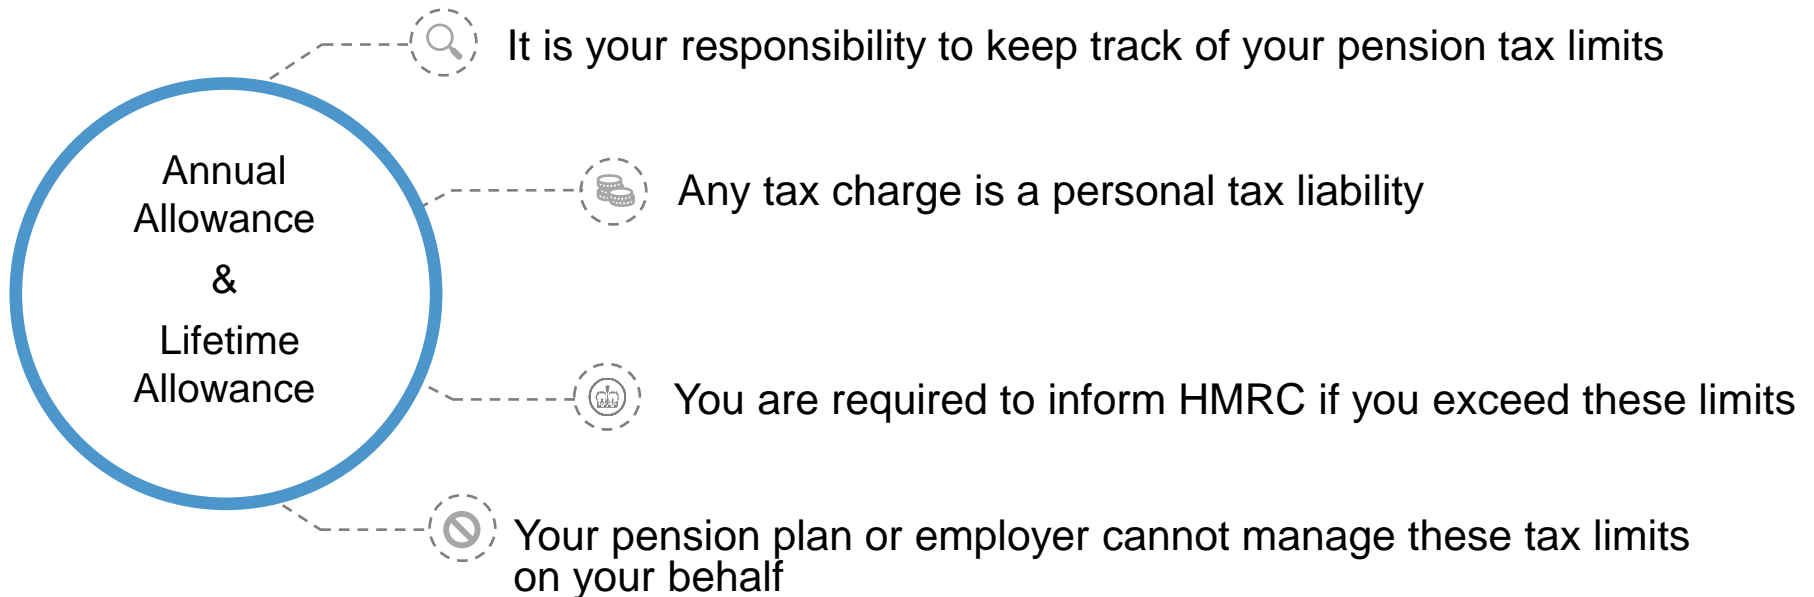 It is your responsibility to keep track of your pension tax limits
Annual
Allowance
&
Lifetime
Allowance
Any tax charge is a personal tax liability
You are required to inform HMRC if you exceed these limits
Your pension plan or employer cannot manage these tax limits
on your behalf